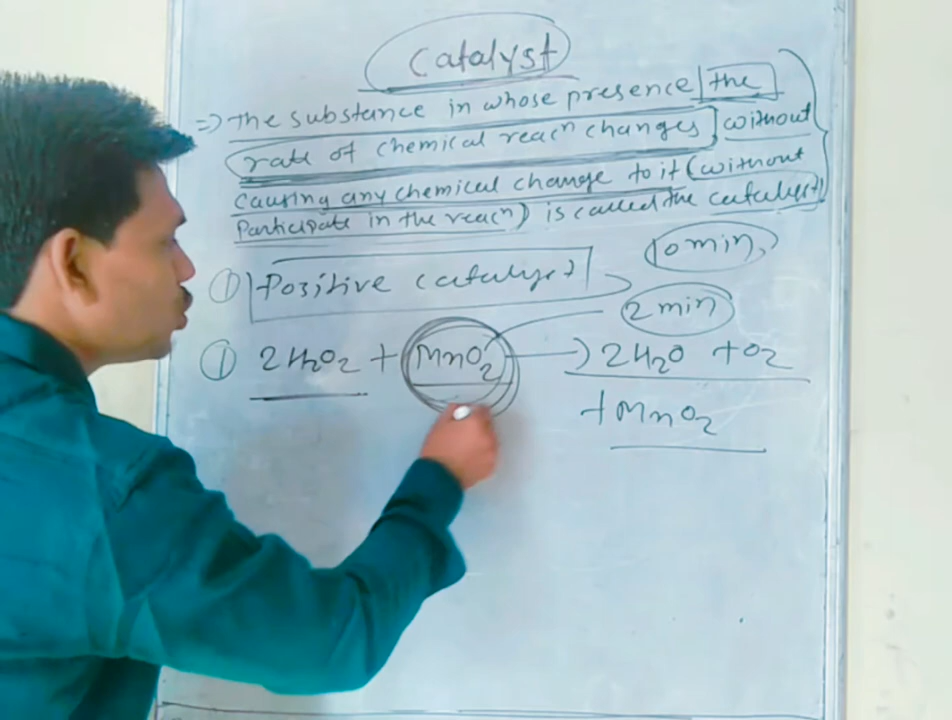 Catalyst
=> The substance in whose presence the
rate of chemical reacn changes without
causing any chemical change to it (without
Participate in the reacn) is called the catalyst
10 min,
① Positive Catalyst
2 min
① 2H2O2 + MnO2 → 2H2O + O2
+ MnO2